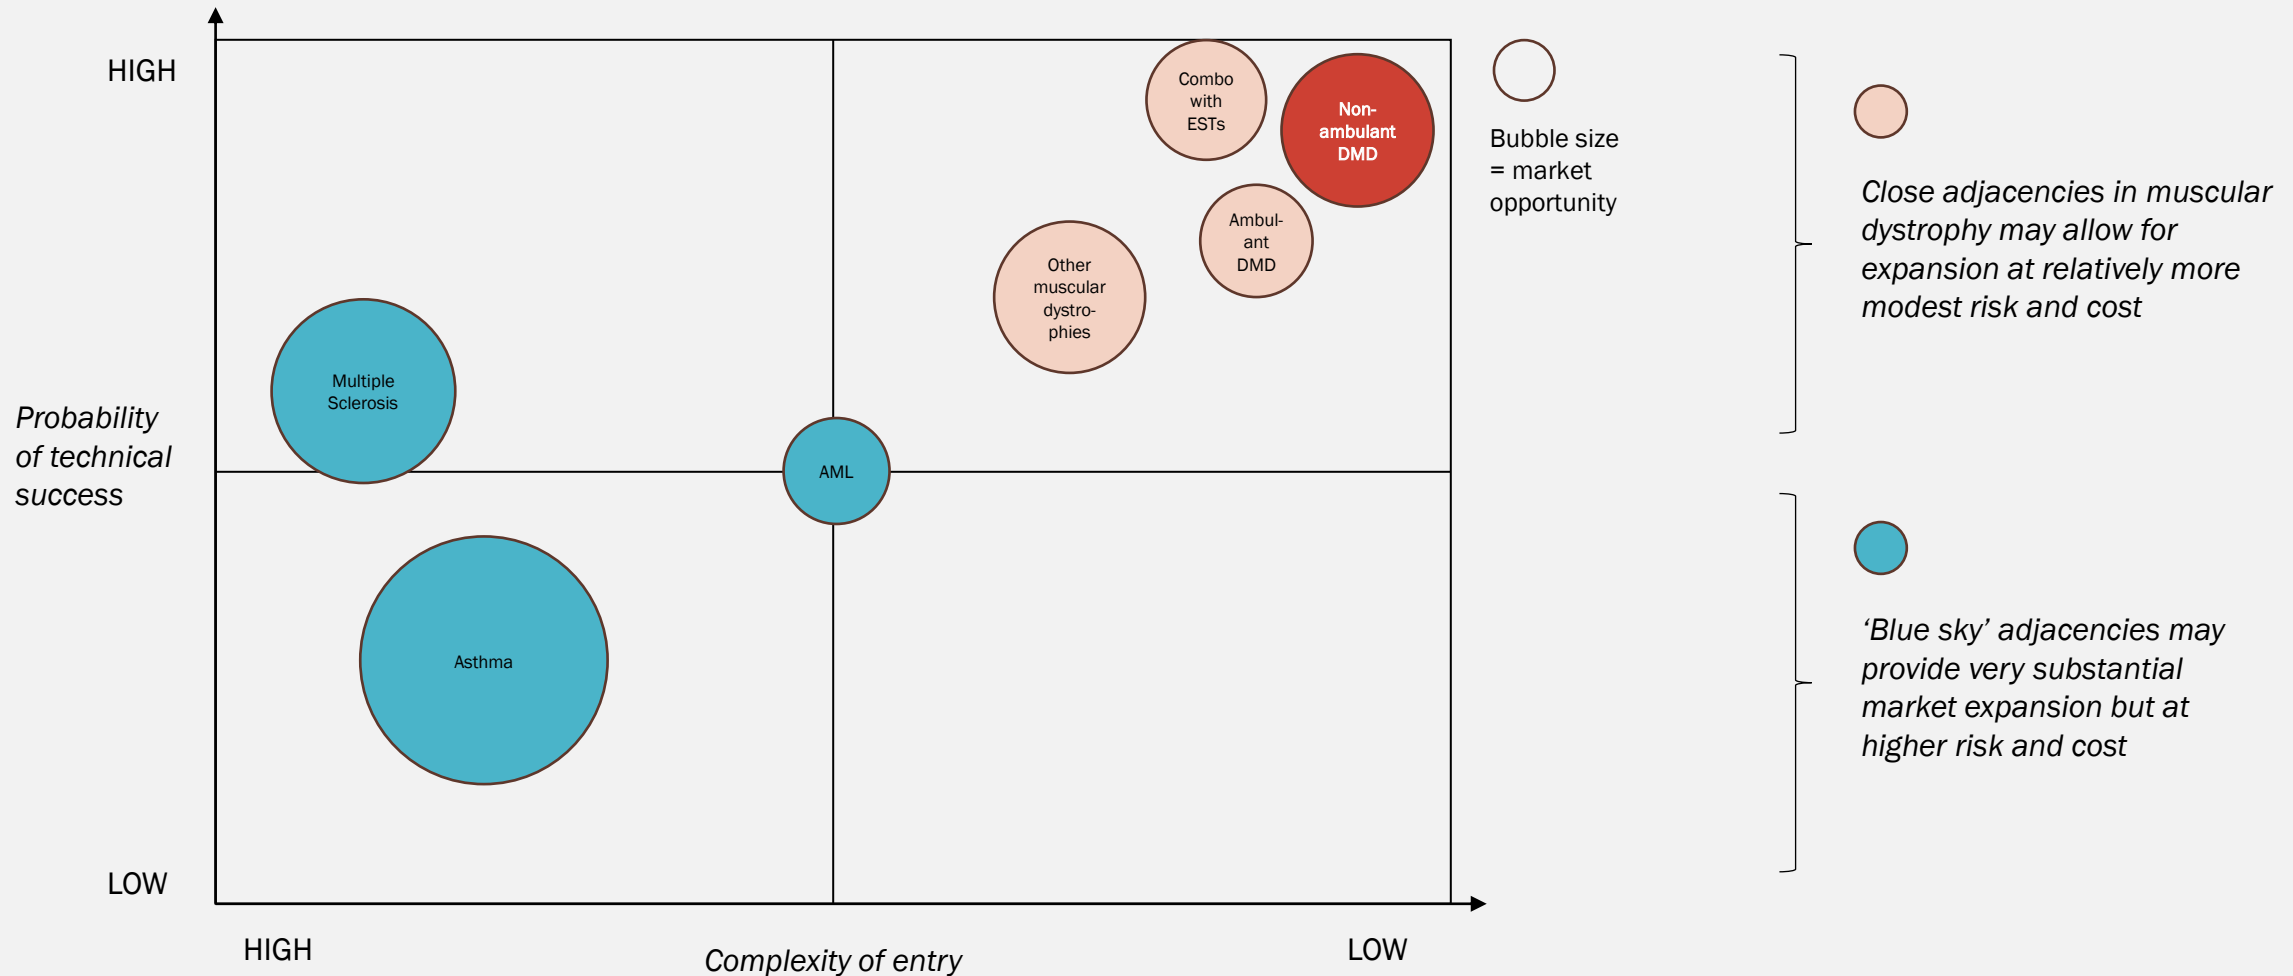 HIGH
Combo
with
ESTs
Non-
ambulant
DMD
Bubble size
= market
opportunity
Close adjacencies in muscular
dystrophy may allow for
expansion at relatively more
modest risk and cost
Ambul-
ant
DMD
Other
muscular
dystro-
phies
Multiple
Sclerosis
Probability
of technical
success
AML
Asthma
‘Blue sky’ adjacencies may
provide very substantial
market expansion but at
higher risk and cost
LOW
HIGH
Complexity of entry
LOW